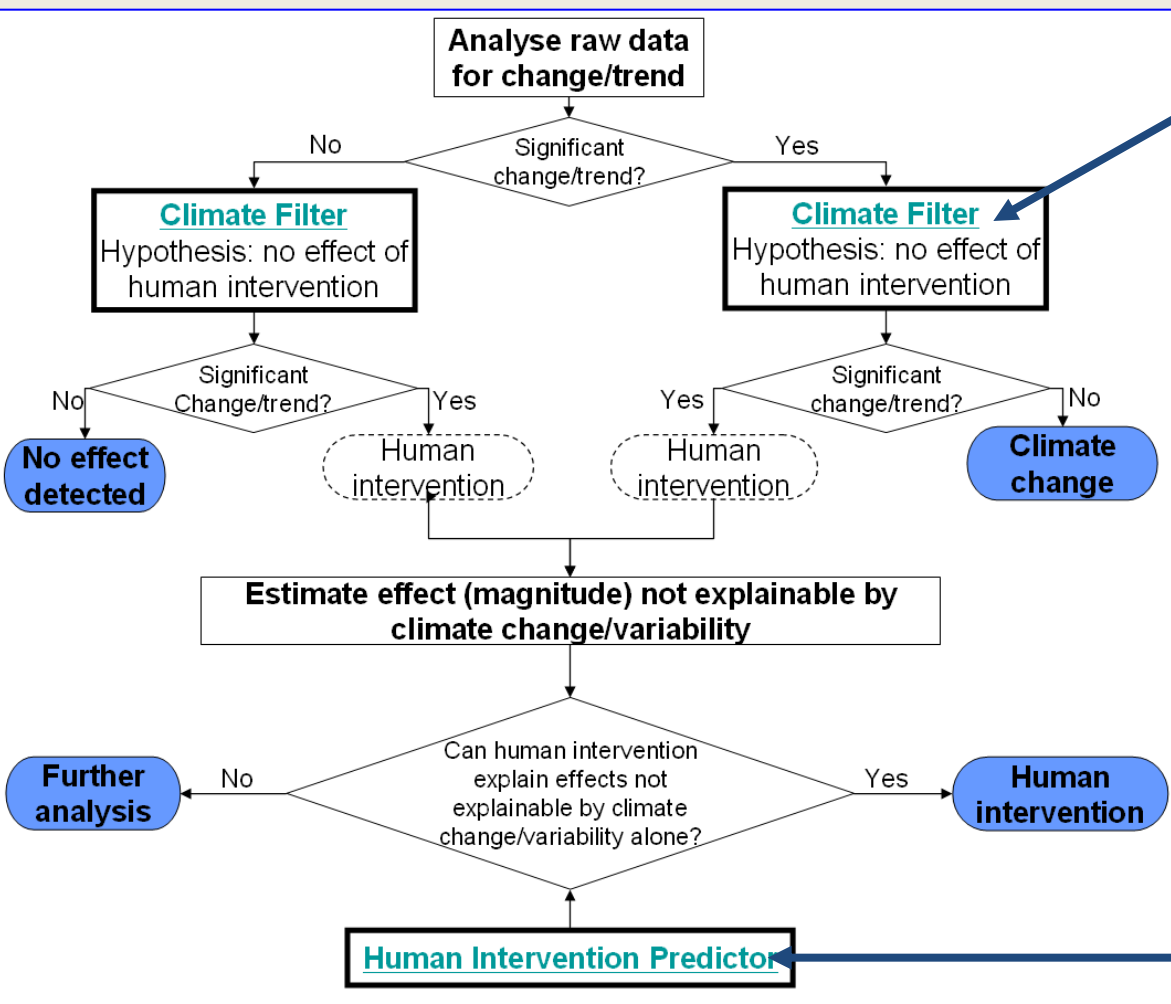 Analyse raw data
for change/trend
No
Significant
change/trend?
Yes
Climate Filter
Hypothesis: no effect of
human intervention
Climate Filter
Hypothesis: no effect of
human intervention
No
Significant
Change/trend?
Yes
Yes
Significant
change/trend?
No
No effect
detected
Human
intervention
Human
intervention
Climate
change
Estimate effect (magnitude) not explainable by
climate change/variability
Further
analysis
No
Can human intervention
explain effects not
explainable by climate
change/variability alone?
Yes
Human
intervention
Human Intervention Predictor